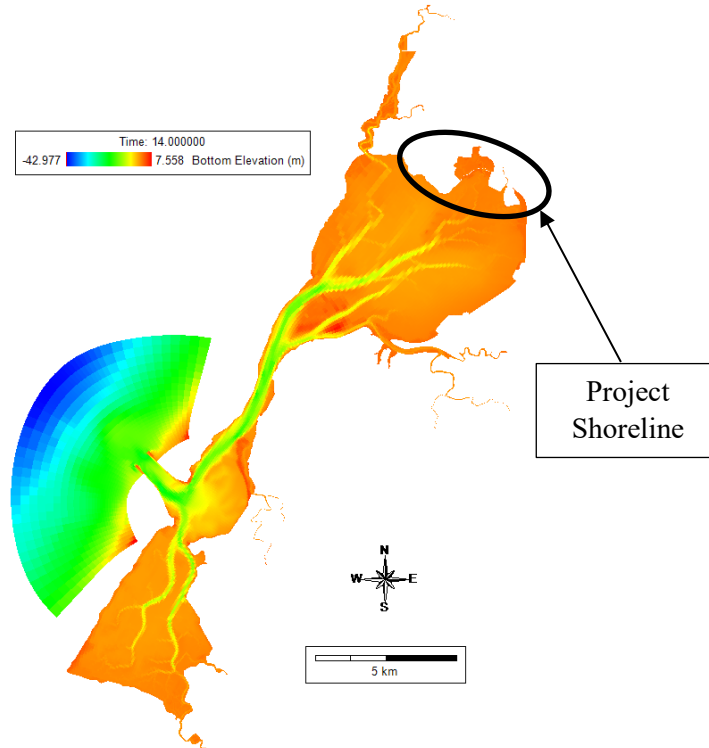 Time: 14.000000
-42.977 7.558 Bottom Elevation (m)
Project
Shoreline
N
W E
S
5 km